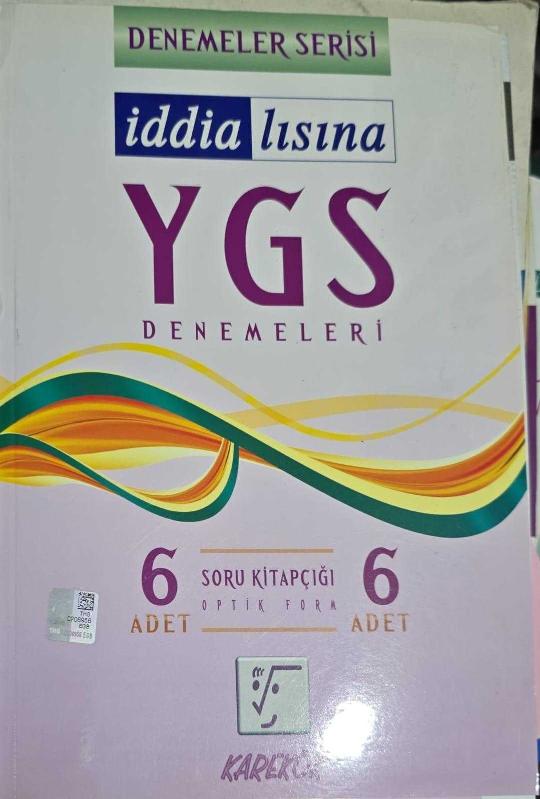 DENEMELER SERİSİ
iddia lısına
YGS
DENEMELERİ
6 ADET
SORU KİTAPÇIĞI
OPTİK FORM
6 ADET